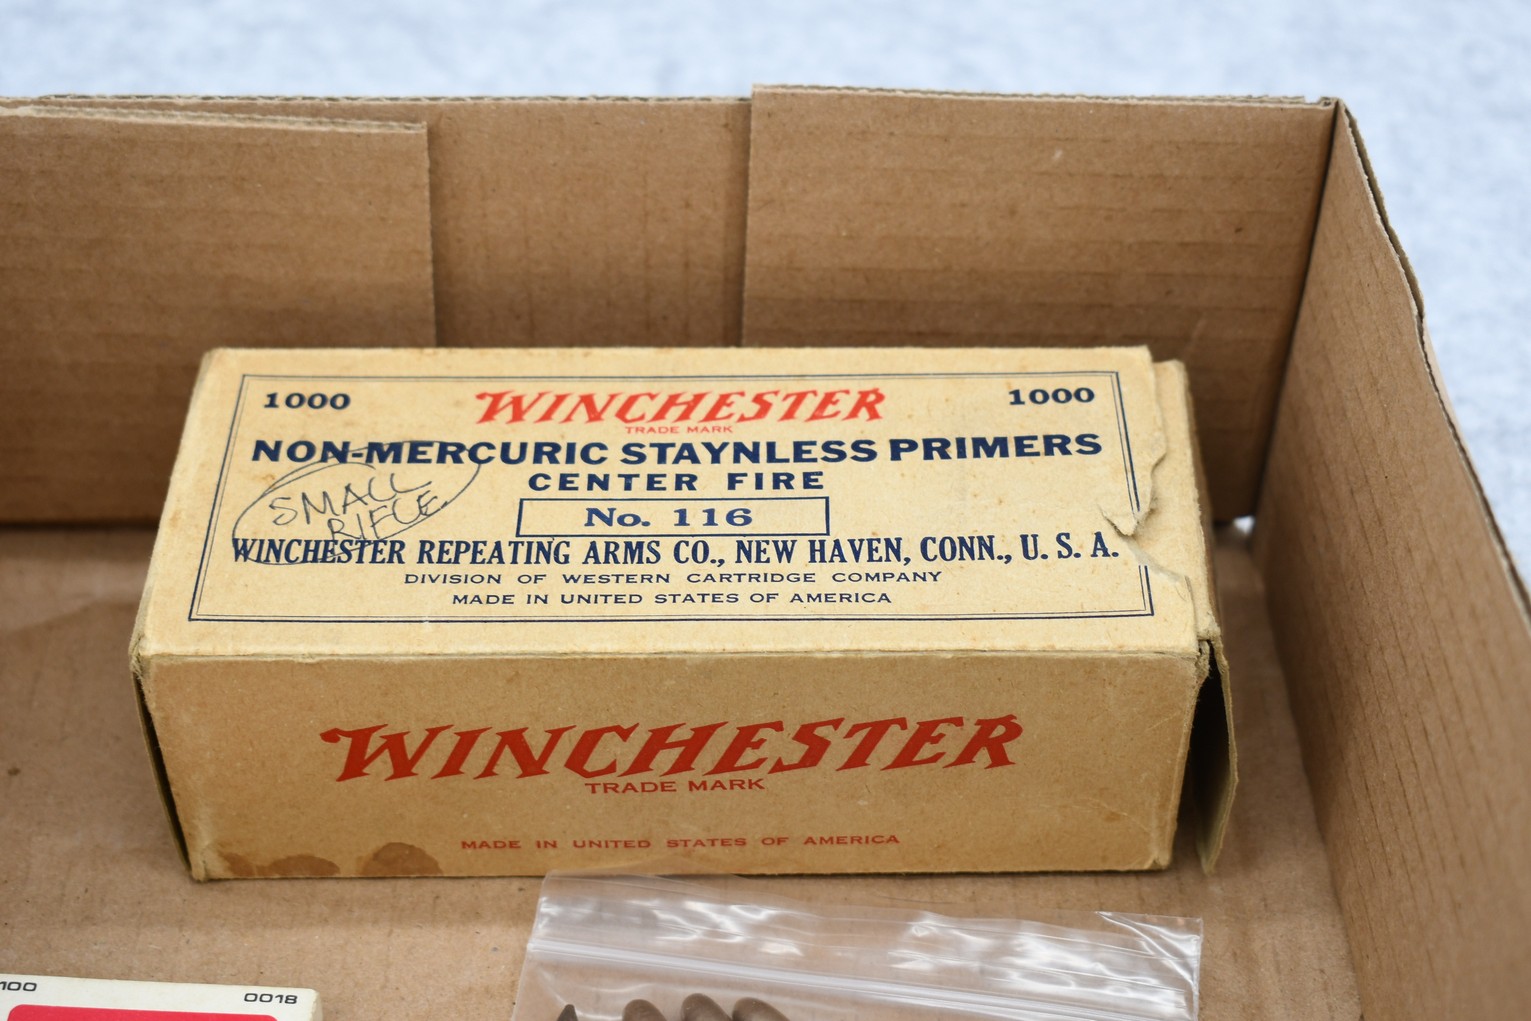 1000 WINCHESTER 1000
TRADE MARK
NON-MERCURIC STAYNLESS PRIMERS
CENTER FIRE
SMALL
RIFLE
No. 116
WINCHESTER REPEATING ARMS CO., NEW HAVEN, CONN., U. S. A.
DIVISION OF WESTERN CARTRIDGE COMPANY
MADE IN UNITED STATES OF AMERICA
WINCHESTER
TRADE MARK
MADE IN UNITED STATES OF AMERICA
100 0018